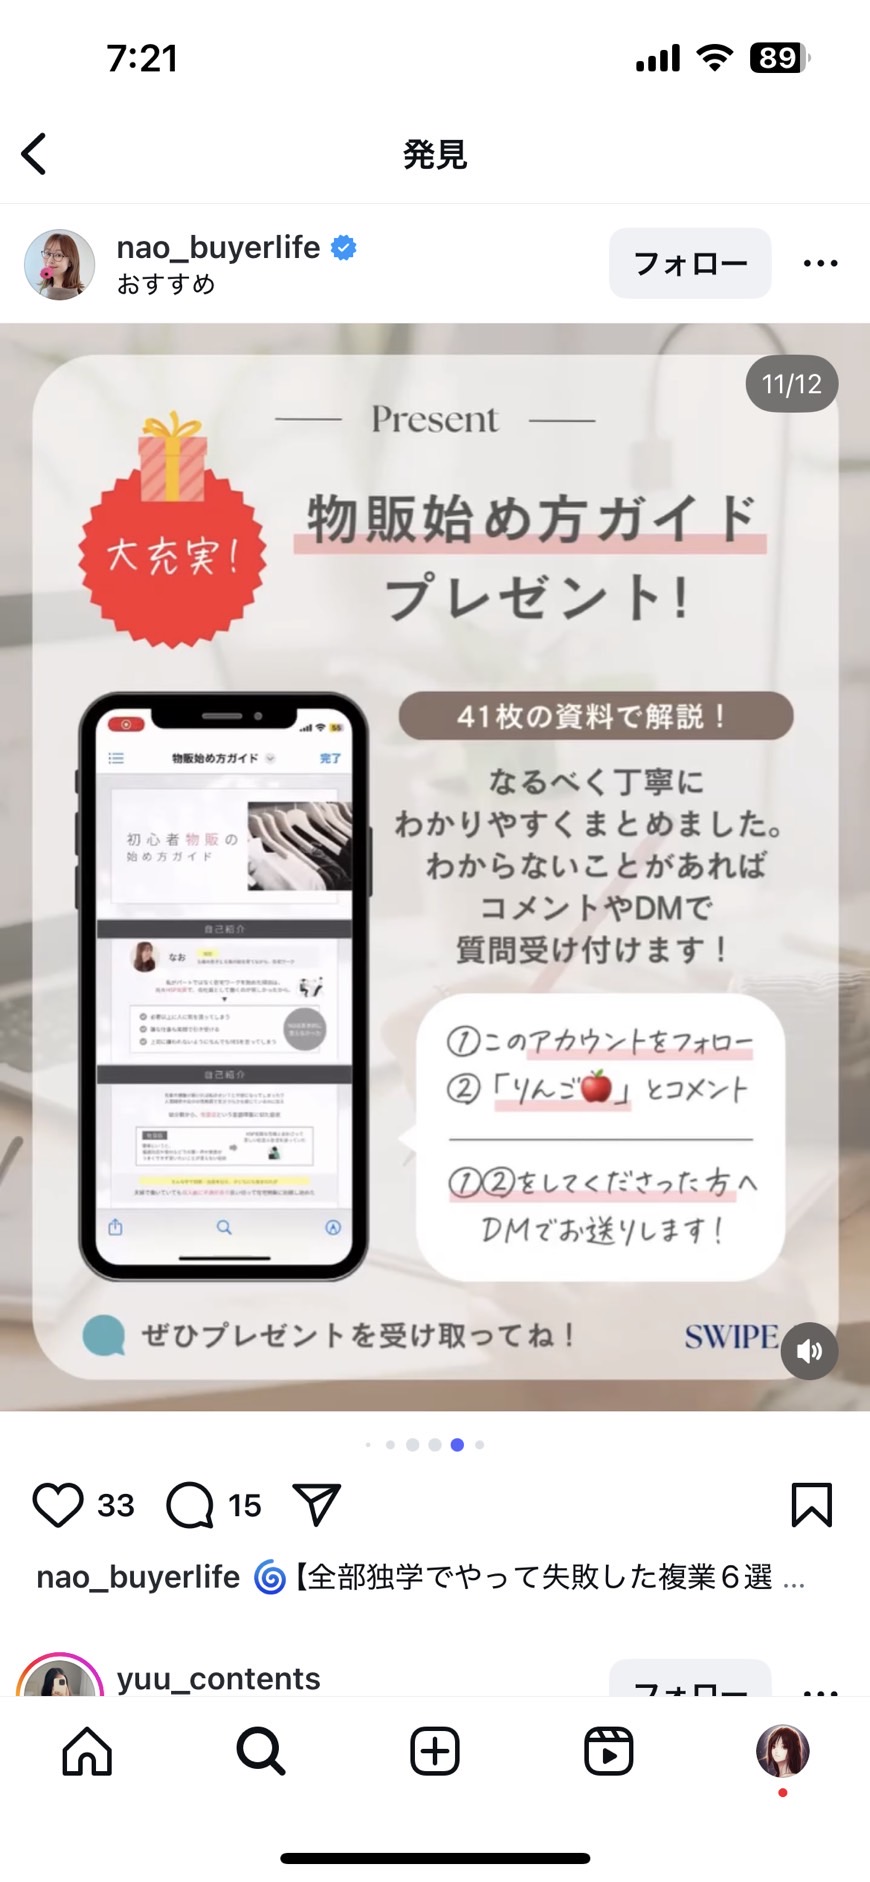 7:21
89
発見
nao_buyerlife
おすすめ
フォロー
11/12
Present
大充実!
物販始め方ガイド
プレゼント!
41枚の資料で解説！
なるべく丁寧に
わかりやすくまとめました。
わからないことがあれば
コメントやDMで
質問受け付けます！
物販始め方ガイド
完了
初心者物販の
始め方ガイド
自己紹介
なお
自己紹介
①このアカウントをフォロー
②「りんご🍎」とコメント
①②をしてくださった方へ
DMでお送りします!
ぜひプレゼントを受け取ってね！
SWIPE
33
15
nao_buyerlife 🌀【全部独学でやって失敗した複業６選 ...
yuu_contents
フォロー